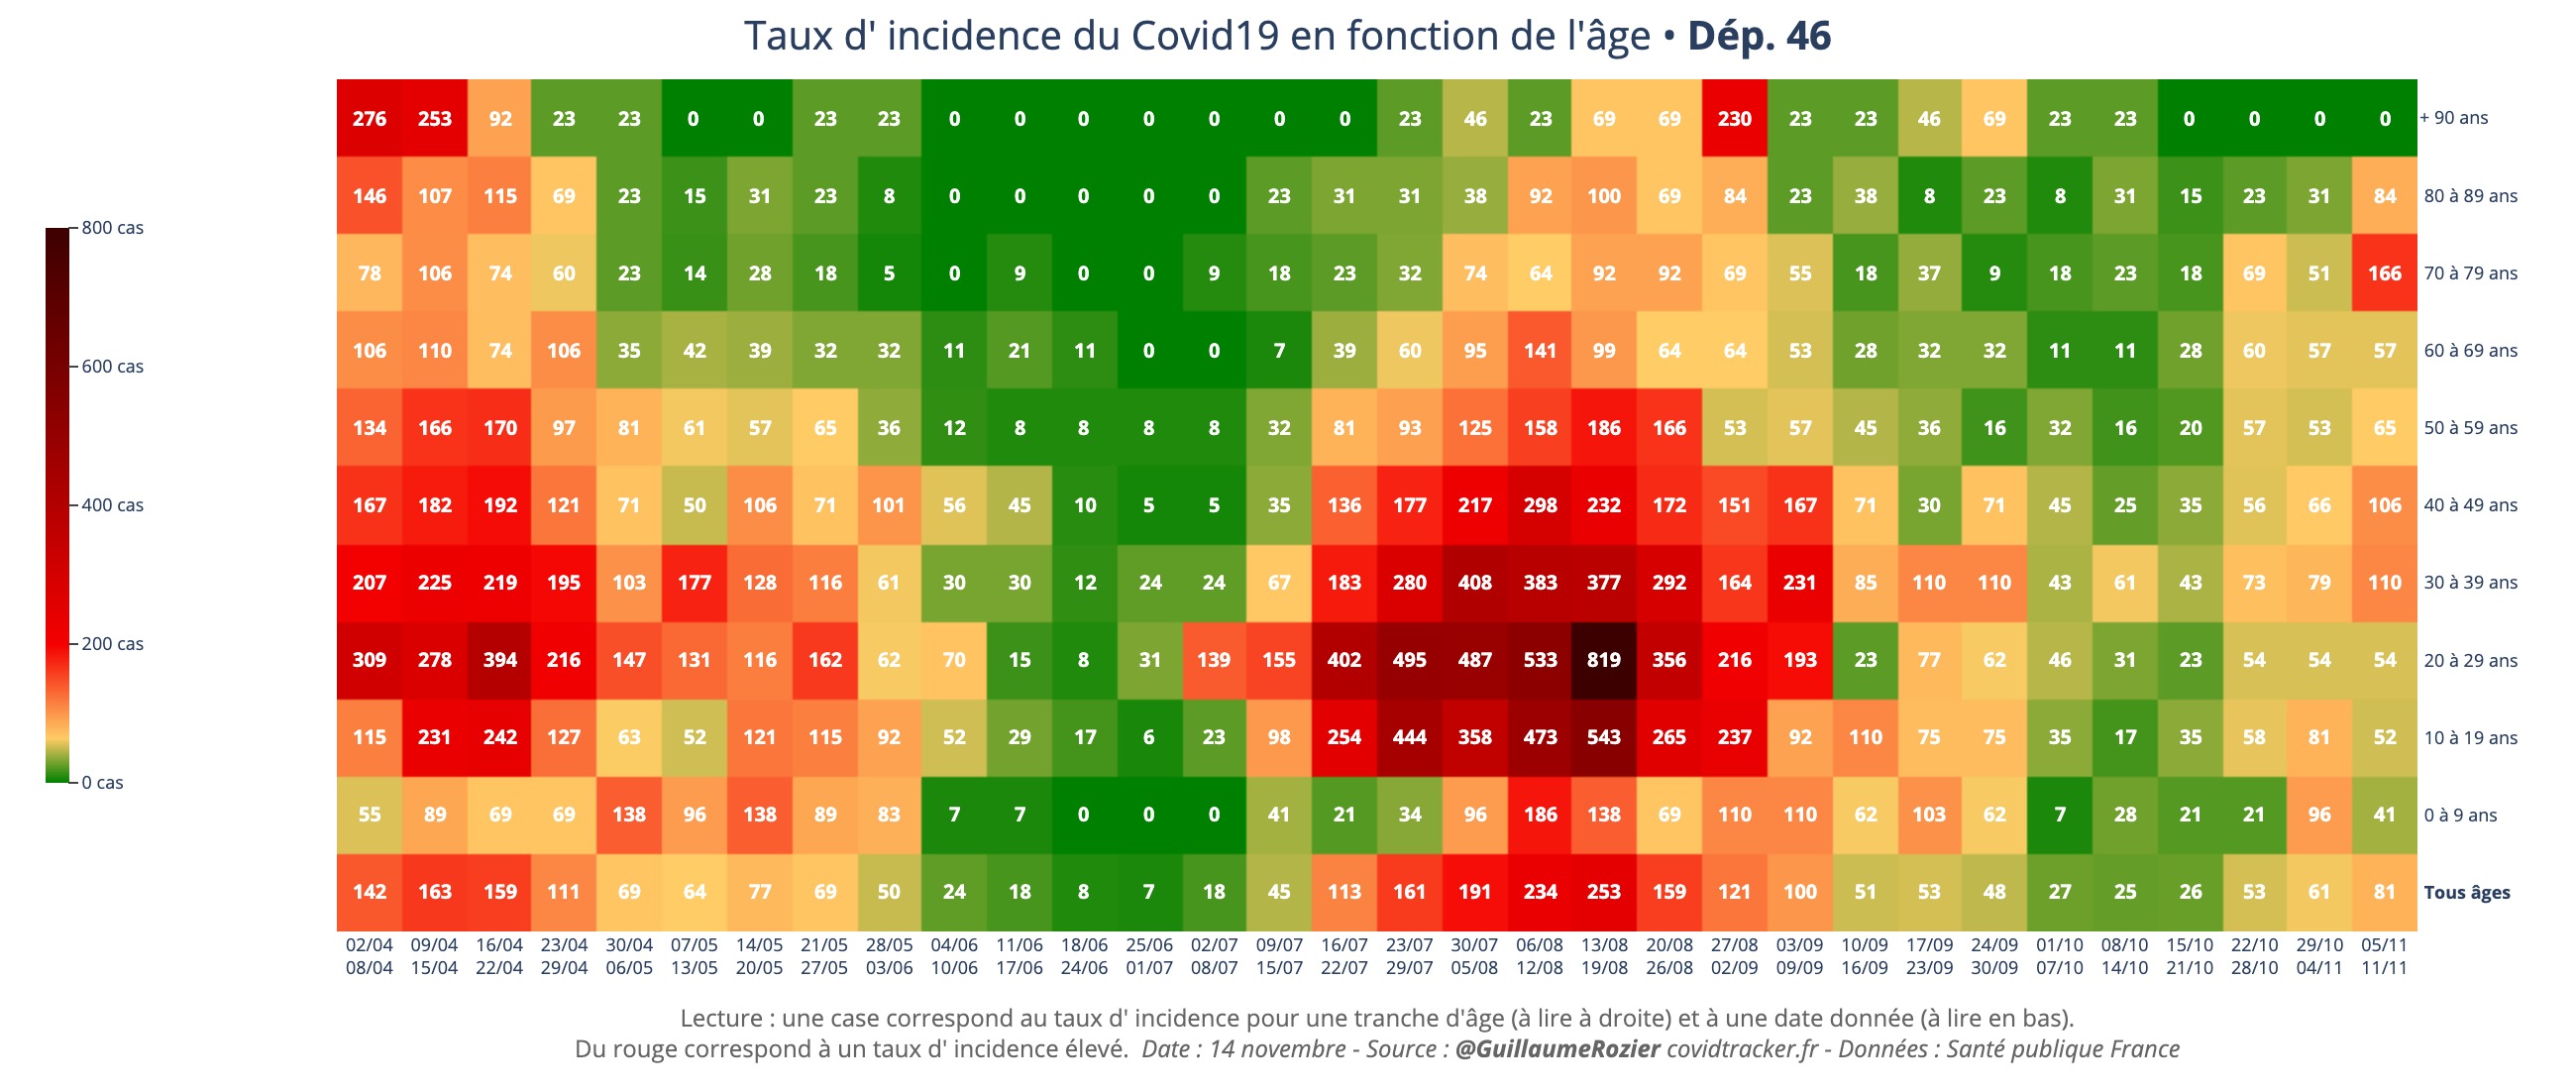 Taux d' incidence du Covid19 en fonction de l'âge • Dép. 46
276 253 92 23 23 0 0 23 23 0 0 0 0 0 0 0 23 46 23 69 69 230 23 23 46 69 23 23 0 0 0 0 + 90 ans
146 107 115 69 23 15 31 23 8 0 0 0 0 0 23 31 31 38 92 100 69 84 23 38 8 23 8 31 15 23 31 84 80 à 89 ans
800 cas
78 106 74 60 23 14 28 18 5 0 9 0 0 9 18 23 32 74 64 92 92 69 55 18 37 9 18 23 18 69 51 166 70 à 79 ans
106 110 74 106 35 42 39 32 32 11 21 11 0 0 7 39 60 95 141 99 64 64 53 28 32 32 11 11 28 60 57 57 60 à 69 ans
600 cas
134 166 170 97 81 61 57 65 36 12 8 8 8 8 32 81 93 125 158 186 166 53 57 45 36 16 32 16 20 57 53 65 50 à 59 ans
400 cas
167 182 192 121 71 50 106 71 101 56 45 10 5 5 35 136 177 217 298 232 172 151 167 71 30 71 45 25 35 56 66 106 40 à 49 ans
207 225 219 195 103 177 128 116 61 30 30 12 24 24 67 183 280 408 383 377 292 164 231 85 110 110 43 61 43 73 79 110 30 à 39 ans
200 cas
309 278 394 216 147 131 116 162 62 70 15 8 31 139 155 402 495 487 533 819 356 216 193 23 77 62 46 31 23 54 54 54 20 à 29 ans
115 231 242 127 63 52 121 115 92 52 29 17 6 23 98 254 444 358 473 543 265 237 92 110 75 75 35 17 35 58 81 52 10 à 19 ans
0 cas
55 89 69 69 138 96 138 89 83 7 7 0 0 0 41 21 34 96 186 138 69 110 110 62 103 62 7 28 21 21 96 41 0 à 9 ans
142 163 159 111 69 64 77 69 50 24 18 8 7 18 45 113 161 191 234 253 159 121 100 51 53 48 27 25 26 53 61 81 Tous âges
02/04 09/04 16/04 23/04 30/04 07/05 14/05 21/05 28/05 04/06 11/06 18/06 25/06 02/07 09/07 16/07 23/07 30/07 06/08 13/08 20/08 27/08 03/09 10/09 17/09 24/09 01/10 08/10 15/10 22/10 29/10 05/11
08/04 15/04 22/04 29/04 06/05 13/05 20/05 27/05 03/06 10/06 17/06 24/06 01/07 08/07 15/07 22/07 29/07 05/08 12/08 19/08 26/08 02/09 09/09 16/09 23/09 30/09 07/10 14/10 21/10 28/10 04/11 11/11
Lecture : une case correspond au taux d' incidence pour une tranche d'âge (à lire à droite) et à une date donnée (à lire en bas).
Du rouge correspond à un taux d' incidence élevé. Date : 14 novembre - Source : @GuillaumeRozier covidtracker.fr - Données : Santé publique France